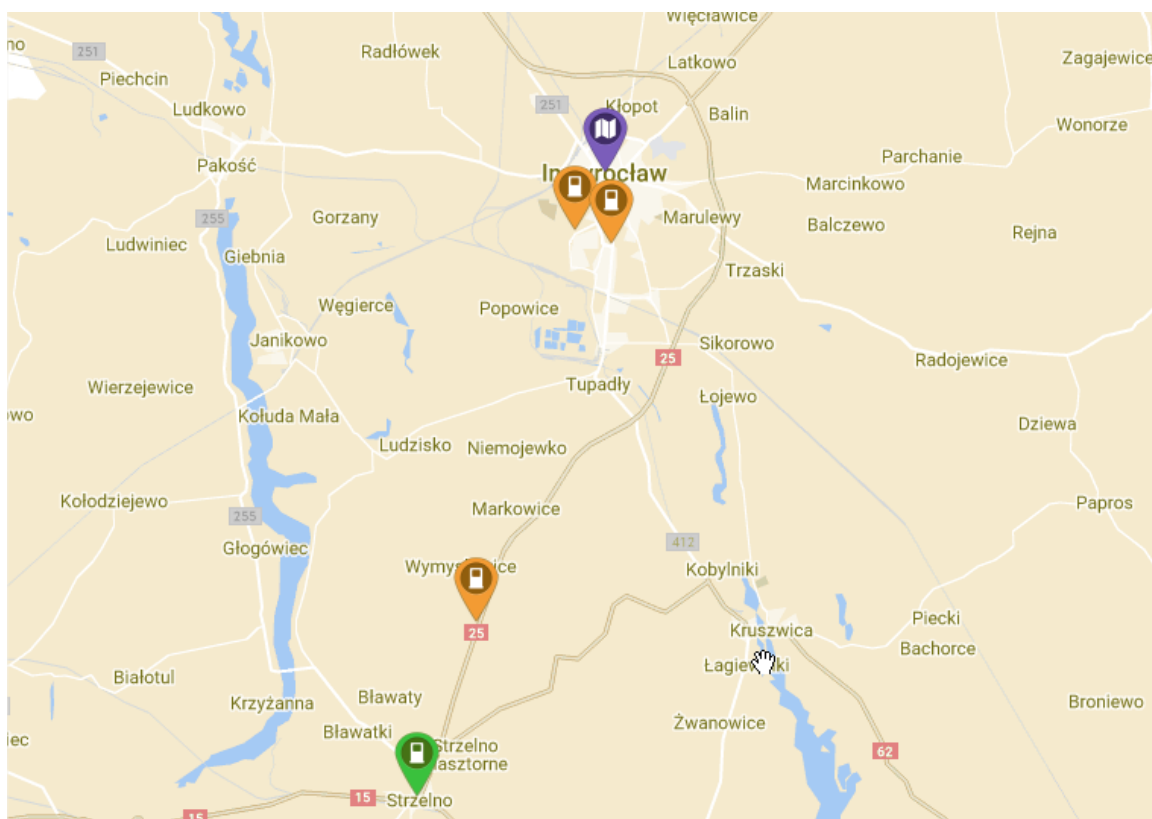 Więcławice
no
251
Radłówek
Latkowo
Zagajewice
Piechcin
Ludkowo
251
Kłopot
Balin
Wonorze
Pakość
Parchanie
Marcinkowo
255
Gorzany
Marulewy
Balczewo
Rejna
Ludwiniec
Giebnia
Trzaski
Węgierce
Popowice
Janikowo
25
Sikorowo
Radojewice
Wierzejewice
Tupadły
Łojewo
owo
Kołuda Mała
Dziewa
Ludzisko
Niemojewko
Kołodziejewo
Markowice
Papros
255
412
Głogówiec
Kobylniki
25
Kruszwica
Piecki
Bachorce
Białotul
Krzyżanna
Bławaty
Broniewo
Żwanowice
Bławatki
iec
Strzelno
62
15
Strzelno
15